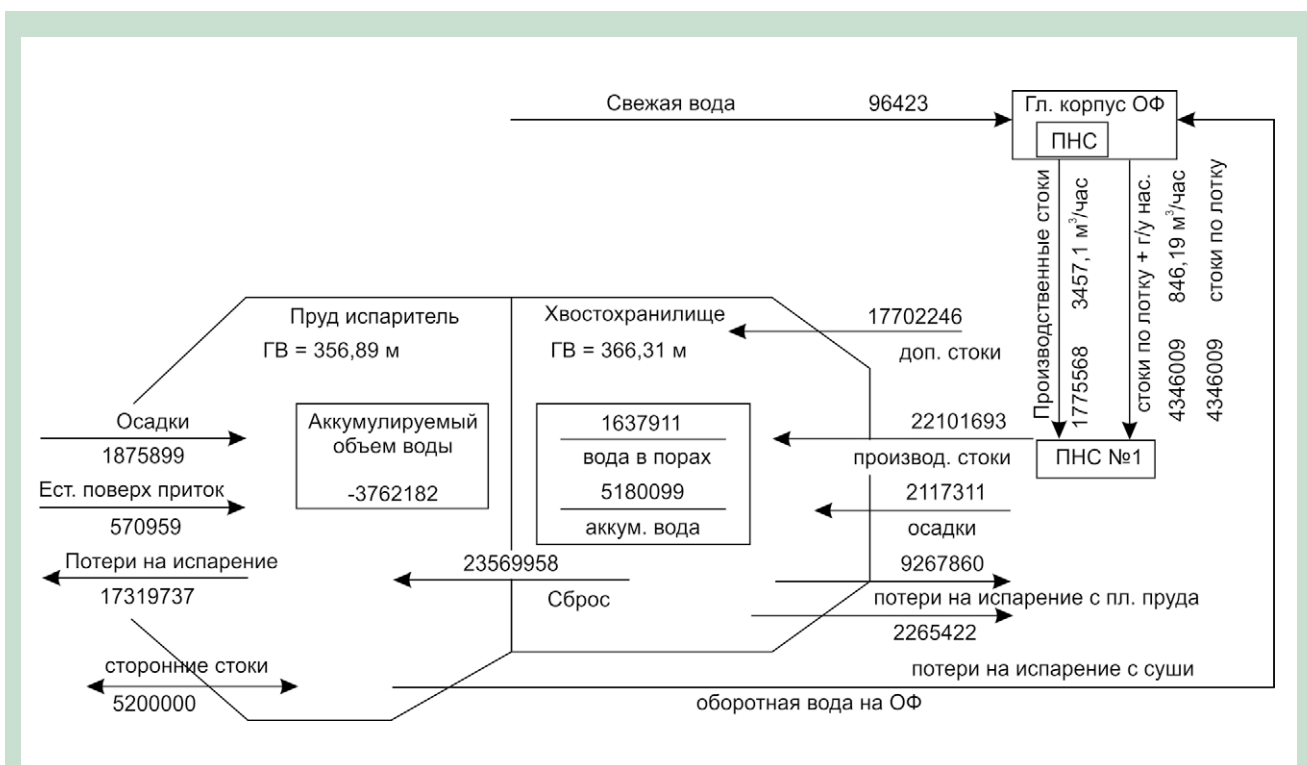 Свежая вода 96423
Гл. корпус ОФ
ПНС
Производственные стоки
1775568 3457,1 м³/час
стоки по лотку + г/у нас.
4346009 846,19 м³/час
4346009 стоки по лотку
Пруд испаритель
ГВ = 356,89 м
Хвостохранилище
ГВ = 366,31 м
17702246
доп. стоки
Осадки
1875899
Ест. поверх приток
570959
Потери на испарение
17319737
сторонние стоки
5200000
Аккумулируемый
объем воды
-3762182
1637911
вода в порах
5180099
аккум. вода
23569958
Сброс
22101693
производ. стоки
ПНС №1
2117311
осадки
9267860
потери на испарение с пл. пруда
2265422
потери на испарение с суши
оборотная вода на ОФ